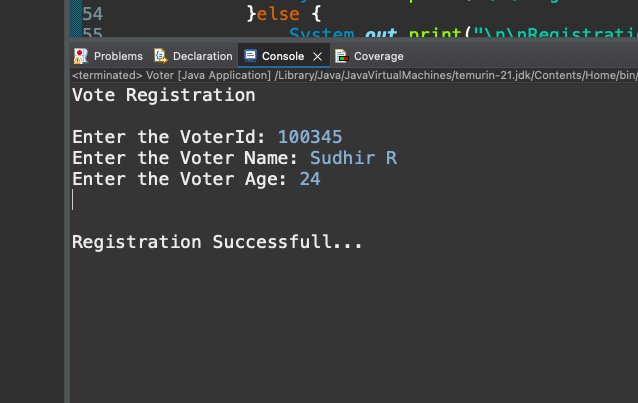 54 }else {
55 System.out.print("\n\nRegistratio
Problems Declaration Console Coverage
<terminated> Voter [Java Application] /Library/Java/JavaVirtualMachines/temurin-21.jdk/Contents/Home/bin/
Vote Registration
Enter the VoterId: 100345
Enter the Voter Name: Sudhir R
Enter the Voter Age: 24
Registration Successfull...